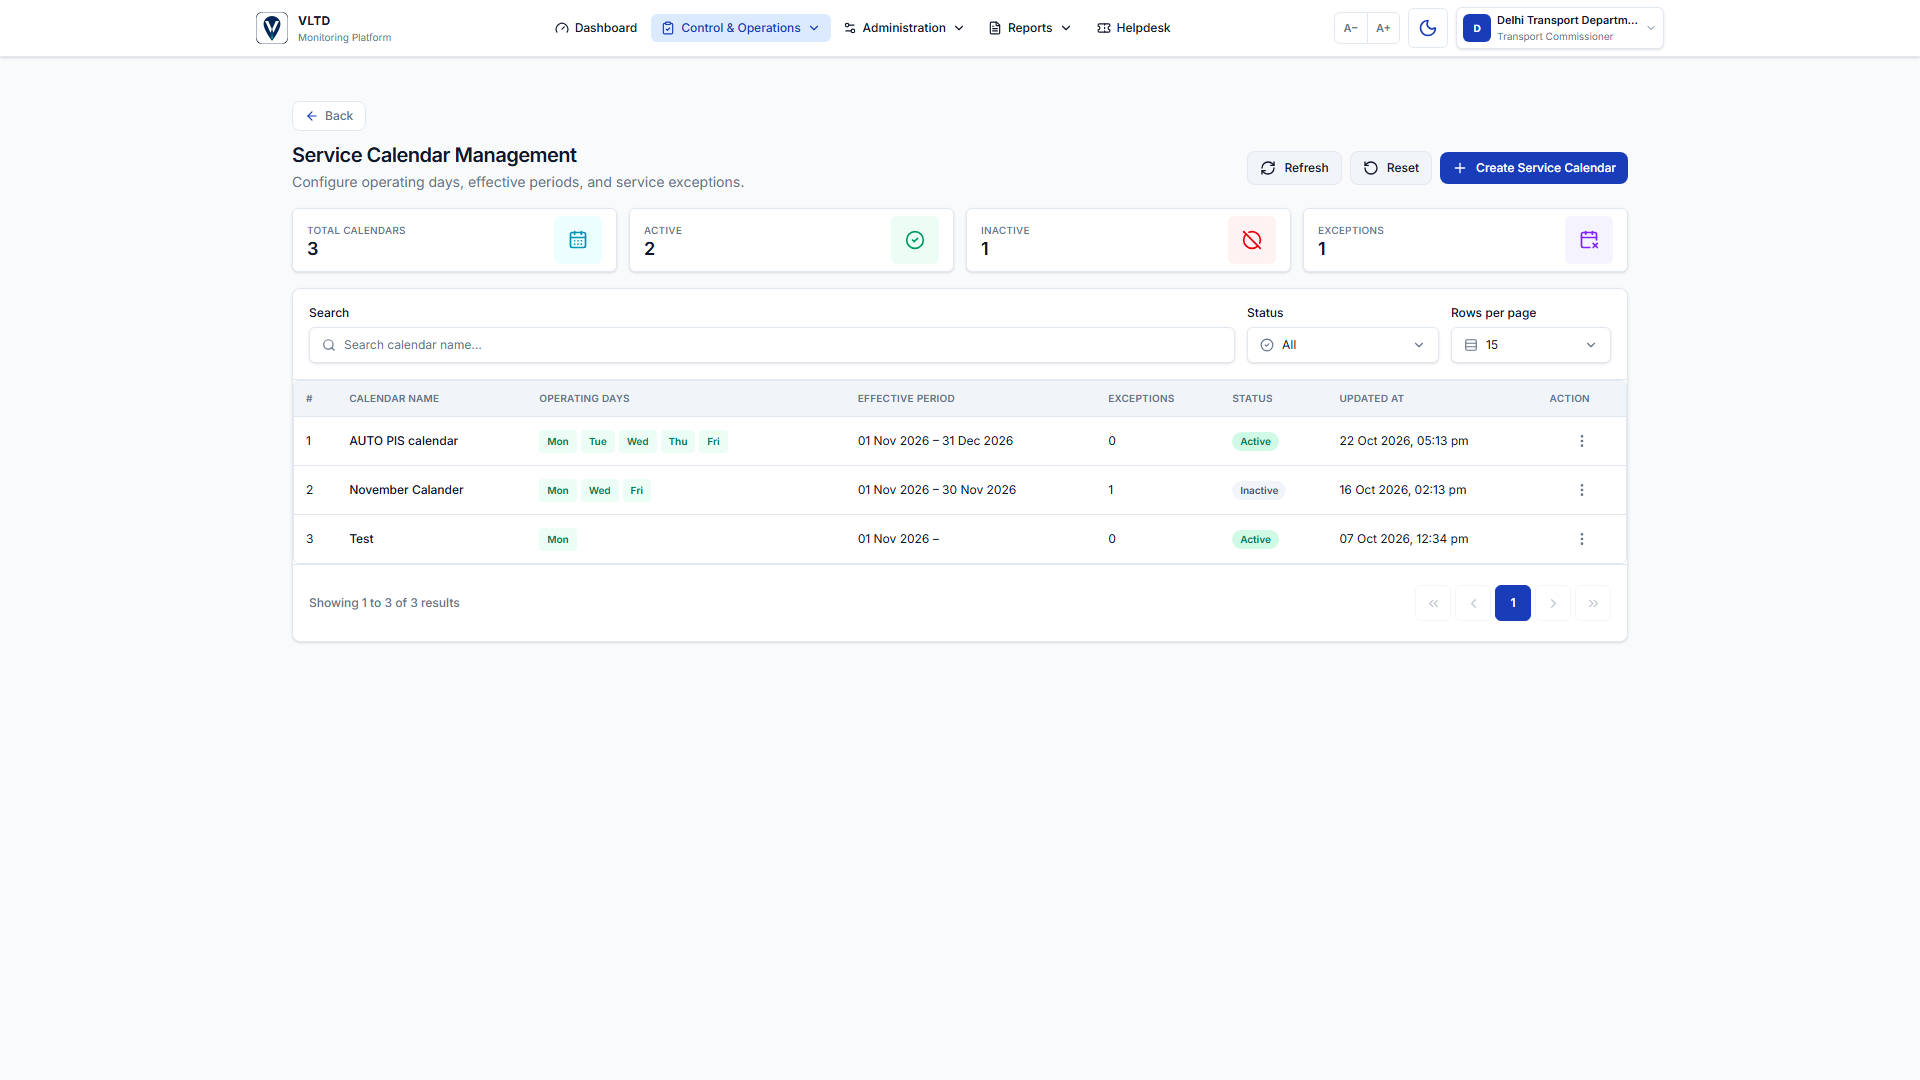 VLTD
Monitoring Platform
Dashboard
Control & Operations
Administration
Reports
Helpdesk
A−
A+
D
Delhi Transport Departm...
Transport Commissioner
Back
Service Calendar Management
Configure operating days, effective periods, and service exceptions.
Refresh
Reset
Create Service Calendar
TOTAL CALENDARS
3
ACTIVE
2
INACTIVE
1
EXCEPTIONS
1
Search
Search calendar name...
Status
All
Rows per page
15
# CALENDAR NAME OPERATING DAYS EFFECTIVE PERIOD EXCEPTIONS STATUS UPDATED AT ACTION
1 AUTO PIS calendar Mon Tue Wed Thu Fri 01 Nov 2026 – 31 Dec 2026 0 Active 22 Oct 2026, 05:13 pm
2 November Calander Mon Wed Fri 01 Nov 2026 – 30 Nov 2026 1 Inactive 16 Oct 2026, 02:13 pm
3 Test Mon 01 Nov 2026 – 0 Active 07 Oct 2026, 12:34 pm
Showing 1 to 3 of 3 results
« ‹ 1 › »